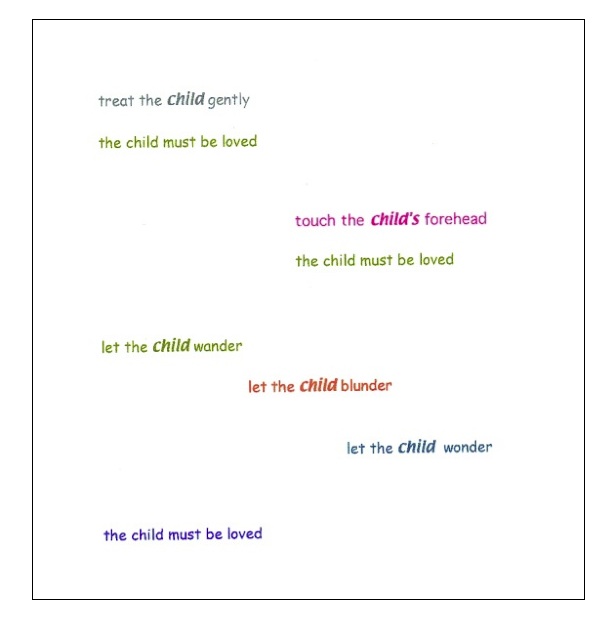 treat the child gently
the child must be loved
touch the child's forehead
the child must be loved
let the child wander
let the child blunder
let the child wonder
the child must be loved